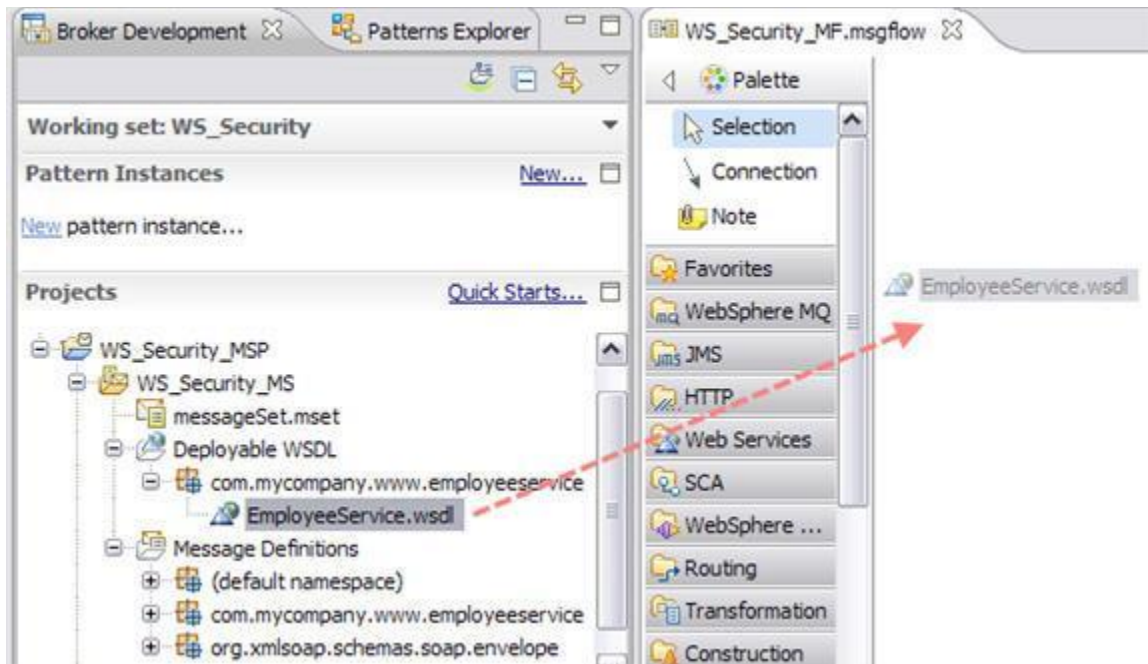 Broker Development
Patterns Explorer
Working set: WS_Security
Pattern Instances
New...
New pattern instance...
Projects
Quick Starts...
WS_Security_MSP
WS_Security_MS
messageSet.mset
Deployable WSDL
com.mycompany.www.employeeservice
EmployeeService.wsdl
Message Definitions
(default namespace)
com.mycompany.www.employeeservice
org.xmlsoap.schemas.soap.envelope
WS_Security_MF.msgflow
Palette
Selection
Connection
Note
Favorites
mq WebSphere MQ
jms JMS
HTTP
Web Services
SCA
WebSphere ...
Routing
Transformation
Construction
EmployeeService.wsdl